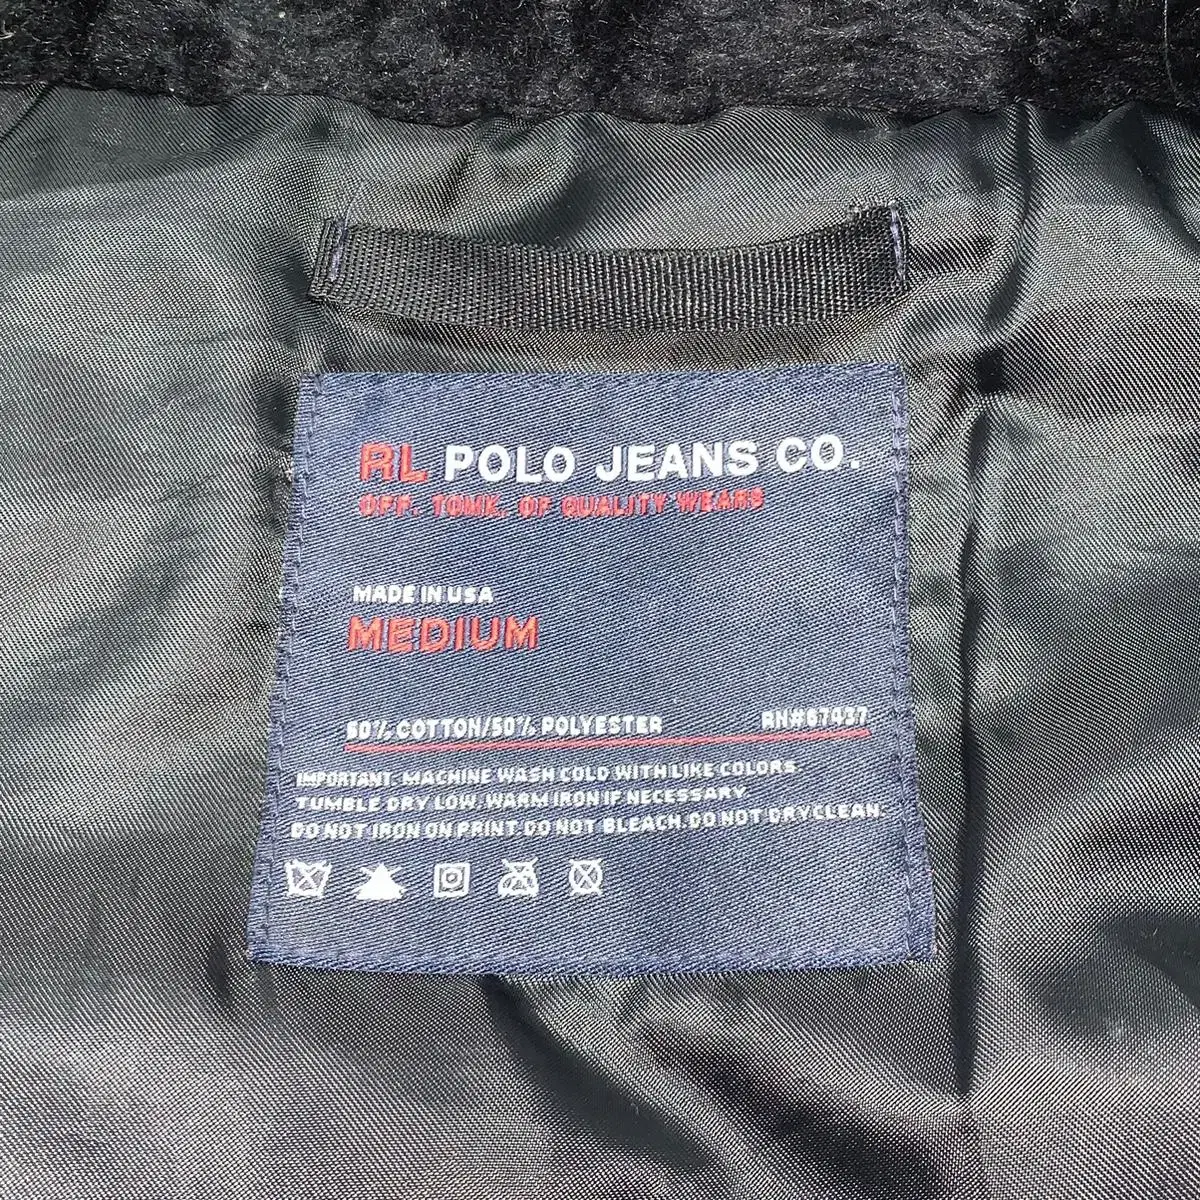 RL POLO JEANS CO.
OFF. TOMK. OF QUALITY WEARS
MADE IN USA
MEDIUM
50% COTTON/50% POLYESTER RN#67437
IMPORTANT: MACHINE WASH COLD WITH LIKE COLORS.
TUMBLE DRY LOW. WARM IRON IF NECESSARY.
DO NOT IRON ON PRINT. DO NOT BLEACH. DO NOT DRYCLEAN.